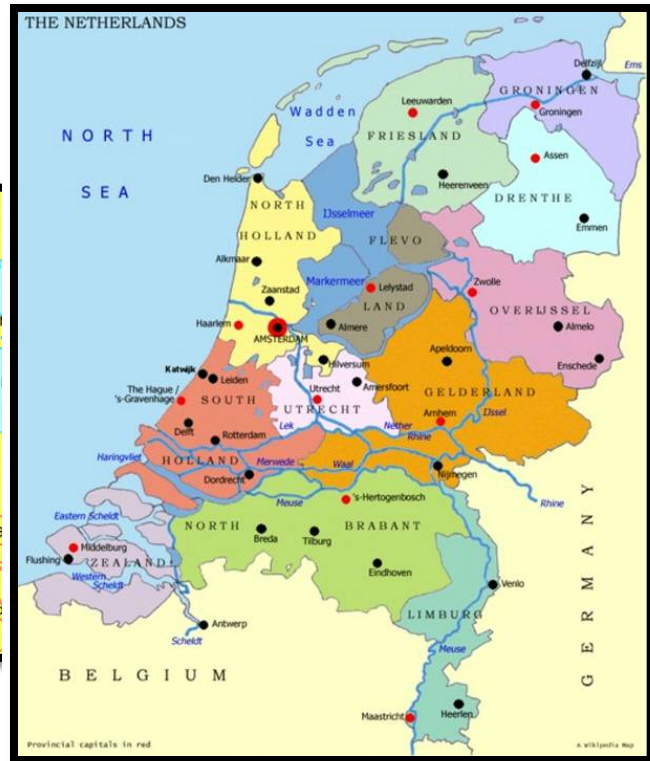 THE NETHERLANDS
Delfzijl
Ems
GRONINGEN
Leeuwarden
Groningen
Wadden
Sea
NORTH
SEA
FRIESLAND
Assen
Den Helder
Heerenveen
DRENTHE
NORTH
HOLLAND
IJsselmeer
Emmen
FLEVO
LAND
Alkmaar
Markermeer
Lelystad
Zwolle
Zaanstad
OVERIJSSEL
Haarlem
AMSTERDAM
Almere
Almelo
Apeldoorn
Enschede
Hilversum
Katwijk
Leiden
Utrecht
Amersfoort
The Hague /
's-Gravenhage
SOUTH
HOLLAND
UTRECHT
GELDERLAND
IJssel
Arnhem
Delft
Lek
Nether
Rhine
Rotterdam
Haringvliet
Merwede
Waal
Nijmegen
Dordrecht
Meuse
's-Hertogenbosch
Rhine
Eastern Scheldt
NORTH BRABANT
Breda
Tilburg
Middelburg
Flushing
ZEALAND
Western
Scheldt
Eindhoven
Venlo
GERMANY
LIMBURG
Antwerp
Scheldt
Meuse
BELGIUM
Maastricht
Heerlen
Provincial capitals in red
A Wikipedia Map